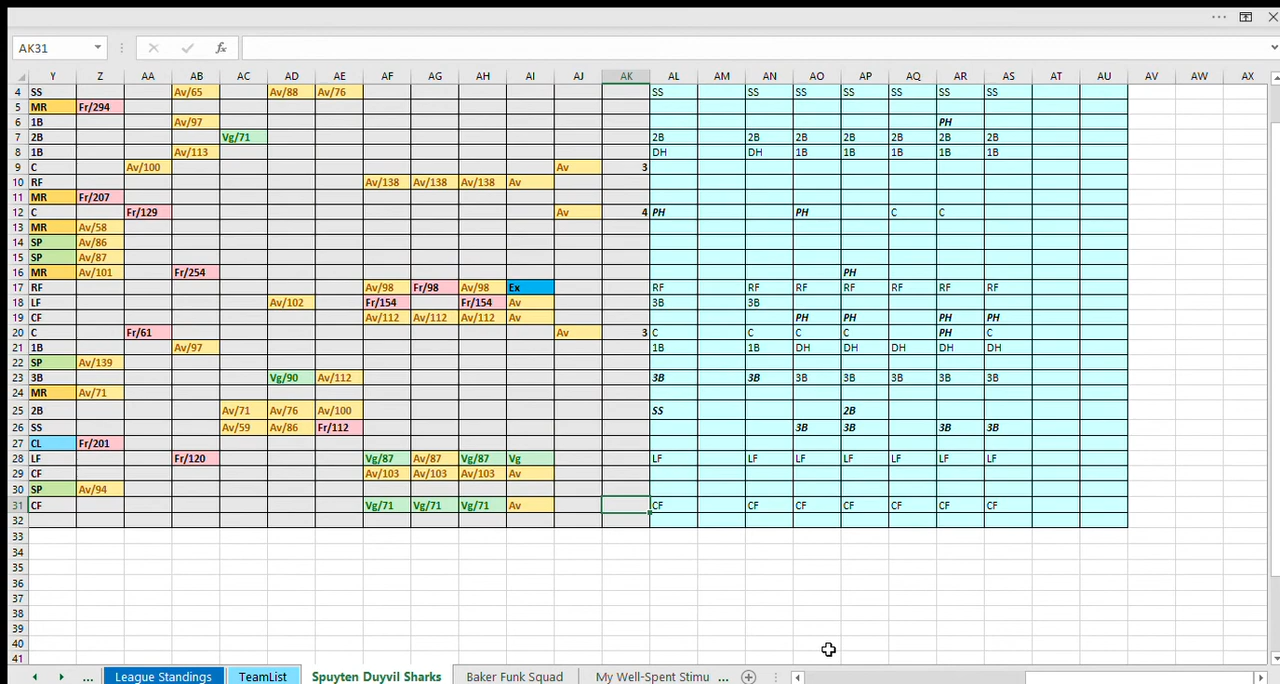 AK31 fx
Y Z AA AB AC AD AE AF AG AH AI AJ AK AL AM AN AO AP AQ AR AS AT AU AV AW AX
4 SS Av/65 Av/88 Av/76 SS SS SS SS SS SS SS
5 MR Fr/294
6 1B Av/97 PH
7 2B Vg/71 2B 2B 2B 2B 2B 2B 2B
8 1B Av/113 DH DH 1B 1B 1B 1B 1B
9 C Av/100 Av 3
10 RF Av/138 Av/138 Av/138 Av
11 MR Fr/207
12 C Fr/129 Av 4 PH PH C C
13 MR Av/58
14 SP Av/86
15 SP Av/87
16 MR Av/101 Fr/254 PH
17 RF Av/98 Fr/98 Av/98 Ex RF RF RF RF RF RF RF
18 LF Av/102 Fr/154 Fr/154 Av 3B 3B
19 CF Av/112 Av/112 Av/112 Av PH PH PH PH
20 C Fr/61 Av 3 C C C C PH C
21 1B Av/97 1B 1B DH DH DH DH DH
22 SP Av/139
23 3B Vg/90 Av/112 3B 3B 3B 3B 3B 3B 3B
24 MR Av/71
25 2B Av/71 Av/76 Av/100 SS 2B
26 SS Av/59 Av/86 Fr/112 3B 3B 3B 3B
27 CL Fr/201
28 LF Fr/120 Vg/87 Av/87 Vg/87 Vg LF LF LF LF LF LF LF
29 CF Av/103 Av/103 Av/103 Av
30 SP Av/94
31 CF Vg/71 Vg/71 Vg/71 Av CF CF CF CF CF CF CF
32
33
34
35
36
37
38
39
40
41
... League Standings TeamList Spuyten Duyvil Sharks Baker Funk Squad My Well-Spent Stimu ...